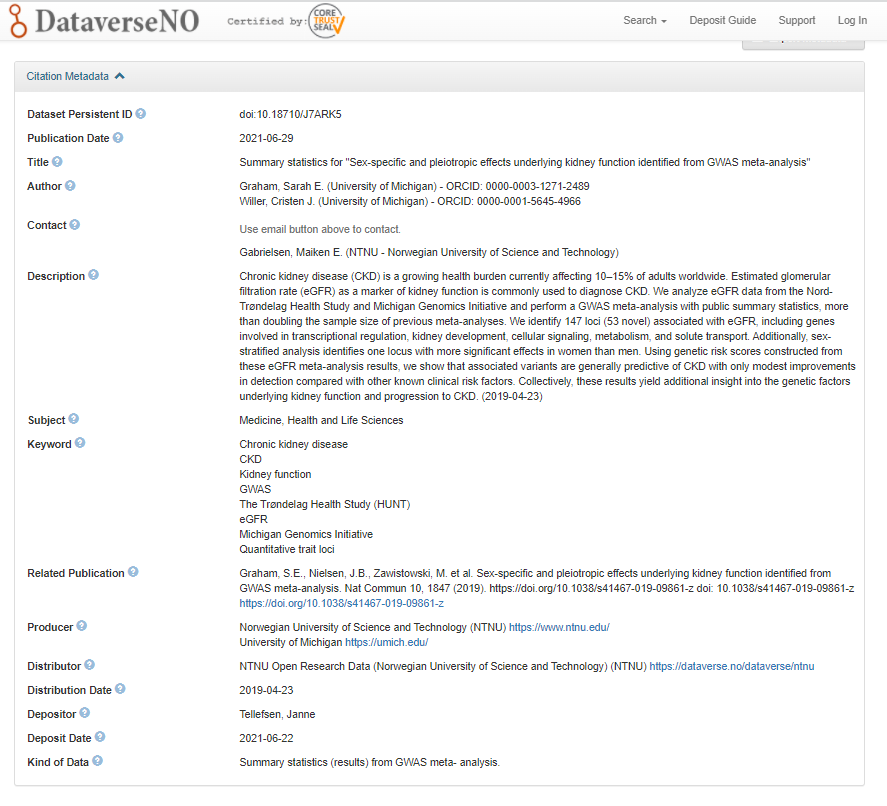 DataverseNO
Certified by:
CORE
TRUST
SEAL
Search
Deposit Guide
Support
Log In
Citation Metadata
Dataset Persistent ID
doi:10.18710/J7ARK5
Publication Date
2021-06-29
Title
Summary statistics for "Sex-specific and pleiotropic effects underlying kidney function identified from GWAS meta-analysis"
Author
Graham, Sarah E. (University of Michigan) - ORCID: 0000-0003-1271-2489
Willer, Cristen J. (University of Michigan) - ORCID: 0000-0001-5645-4966
Contact
Use email button above to contact.
Gabrielsen, Maiken E. (NTNU - Norwegian University of Science and Technology)
Description
Chronic kidney disease (CKD) is a growing health burden currently affecting 10–15% of adults worldwide. Estimated glomerular
filtration rate (eGFR) as a marker of kidney function is commonly used to diagnose CKD. We analyze eGFR data from the Nord-
Trøndelag Health Study and Michigan Genomics Initiative and perform a GWAS meta-analysis with public summary statistics, more
than doubling the sample size of previous meta-analyses. We identify 147 loci (53 novel) associated with eGFR, including genes
involved in transcriptional regulation, kidney development, cellular signaling, metabolism, and solute transport. Additionally, sex-
stratified analysis identifies one locus with more significant effects in women than men. Using genetic risk scores constructed from
these eGFR meta-analysis results, we show that associated variants are generally predictive of CKD with only modest improvements
in detection compared with other known clinical risk factors. Collectively, these results yield additional insight into the genetic factors
underlying kidney function and progression to CKD. (2019-04-23)
Subject
Medicine, Health and Life Sciences
Keyword
Chronic kidney disease
CKD
Kidney function
GWAS
The Trøndelag Health Study (HUNT)
eGFR
Michigan Genomics Initiative
Quantitative trait loci
Related Publication
Graham, S.E., Nielsen, J.B., Zawistowski, M. et al. Sex-specific and pleiotropic effects underlying kidney function identified from
GWAS meta-analysis. Nat Commun 10, 1847 (2019). https://doi.org/10.1038/s41467-019-09861-z doi: 10.1038/s41467-019-09861-z
https://doi.org/10.1038/s41467-019-09861-z
Producer
Norwegian University of Science and Technology (NTNU) https://www.ntnu.edu/
University of Michigan https://umich.edu/
Distributor
NTNU Open Research Data (Norwegian University of Science and Technology) (NTNU) https://dataverse.no/dataverse/ntnu
Distribution Date
2019-04-23
Depositor
Tellefsen, Janne
Deposit Date
2021-06-22
Kind of Data
Summary statistics (results) from GWAS meta- analysis.